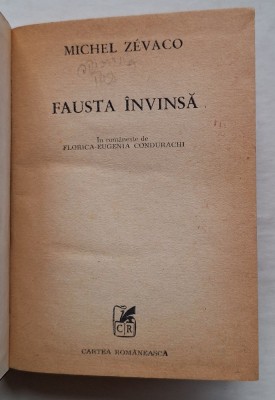 MICHEL ZÉVACO
FAUSTA ÎNVINSĂ
În românește de
FLORICA-EUGENIA CONDURACHI
CR
CARTEA ROMÂNEASCĂ